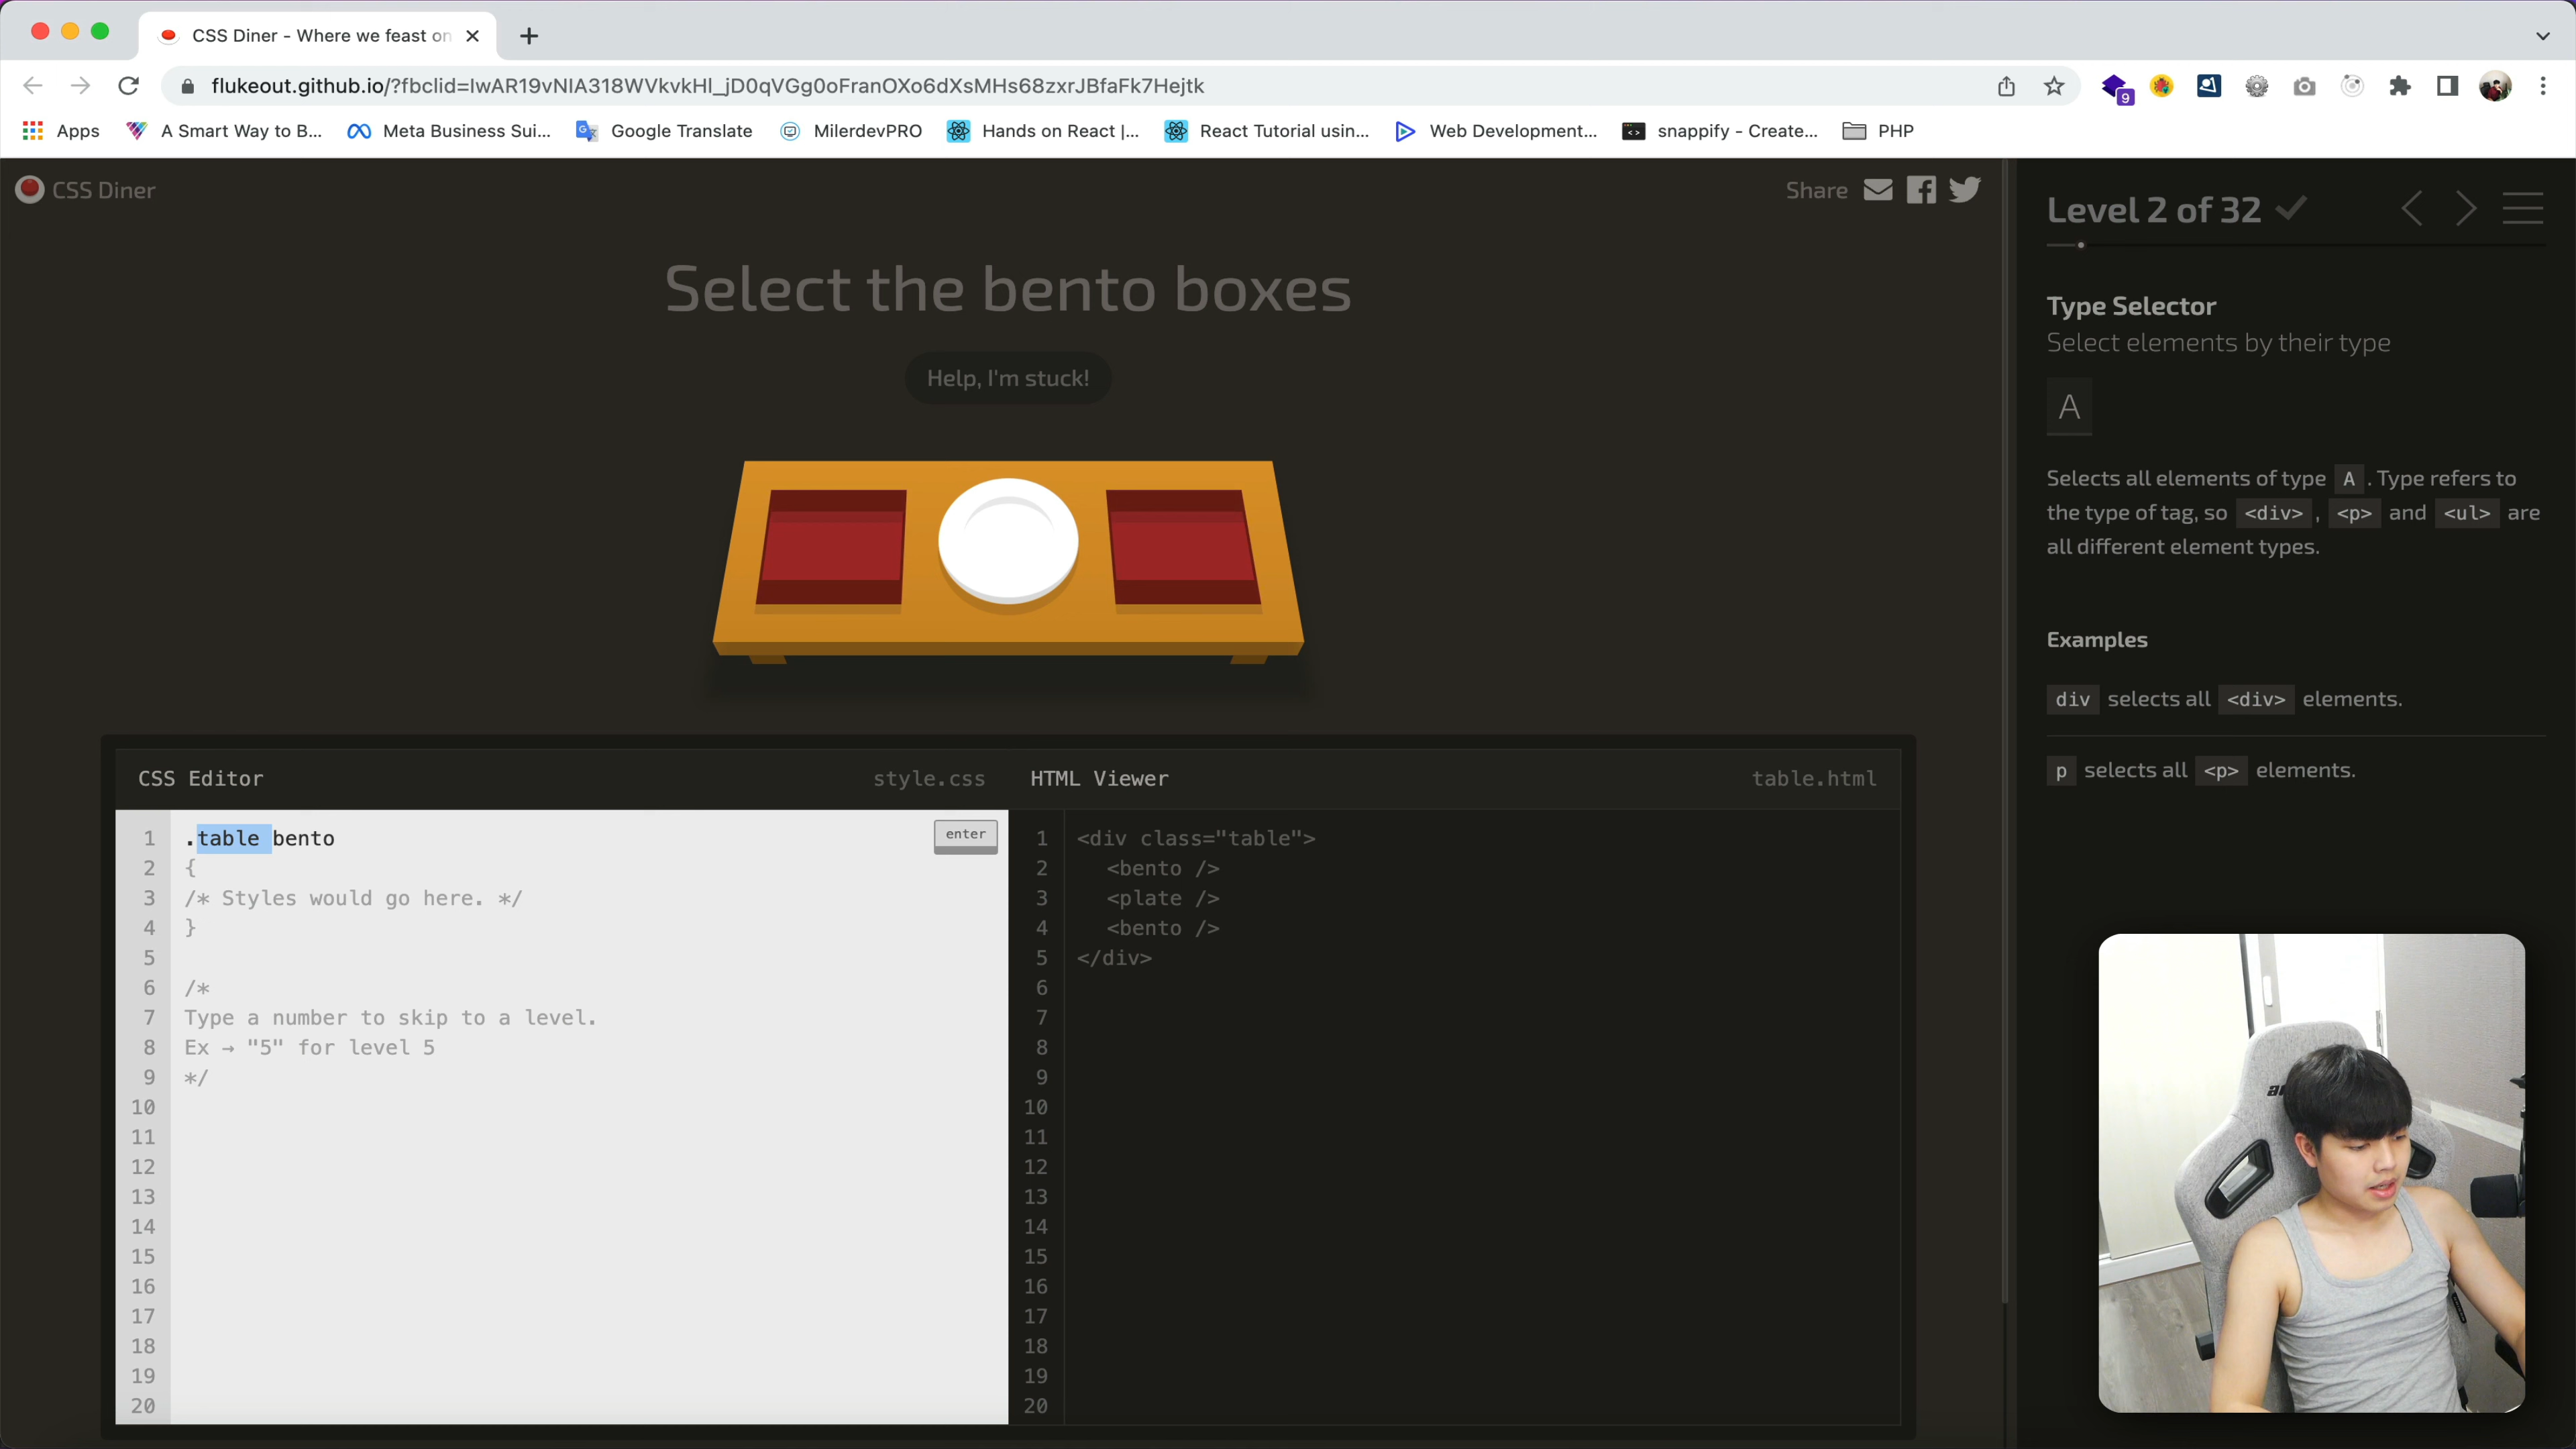 CSS Diner - Where we feast on
flukeout.github.io/?fbclid=IwAR19vNIA318WVkvkHl_jD0qVGg0oFranOXo6dXsMHs68zxrJBfaFk7Hejtk
9
Apps A Smart Way to B... Meta Business Sui... Google Translate MilerdevPRO Hands on React |... React Tutorial usin... Web Development... snappify - Create... PHP
CSS Diner
Share
Select the bento boxes
Help, I'm stuck!
CSS Editor style.css
1 .table bento
enter
2 {
3 /* Styles would go here. */
4 }
5
6 /*
7 Type a number to skip to a level.
8 Ex → "5" for level 5
9 */
10
11
12
13
14
15
16
17
18
19
20
HTML Viewer table.html
1 <div class="table">
2 <bento />
3 <plate />
4 <bento />
5 </div>
6
7
8
9
10
11
12
13
14
15
16
17
18
19
20
Level 2 of 32
Type Selector
Select elements by their type
A
Selects all elements of type A . Type refers to
the type of tag, so <div> , <p> and <ul> are
all different element types.
Examples
div selects all <div> elements.
p selects all <p> elements.